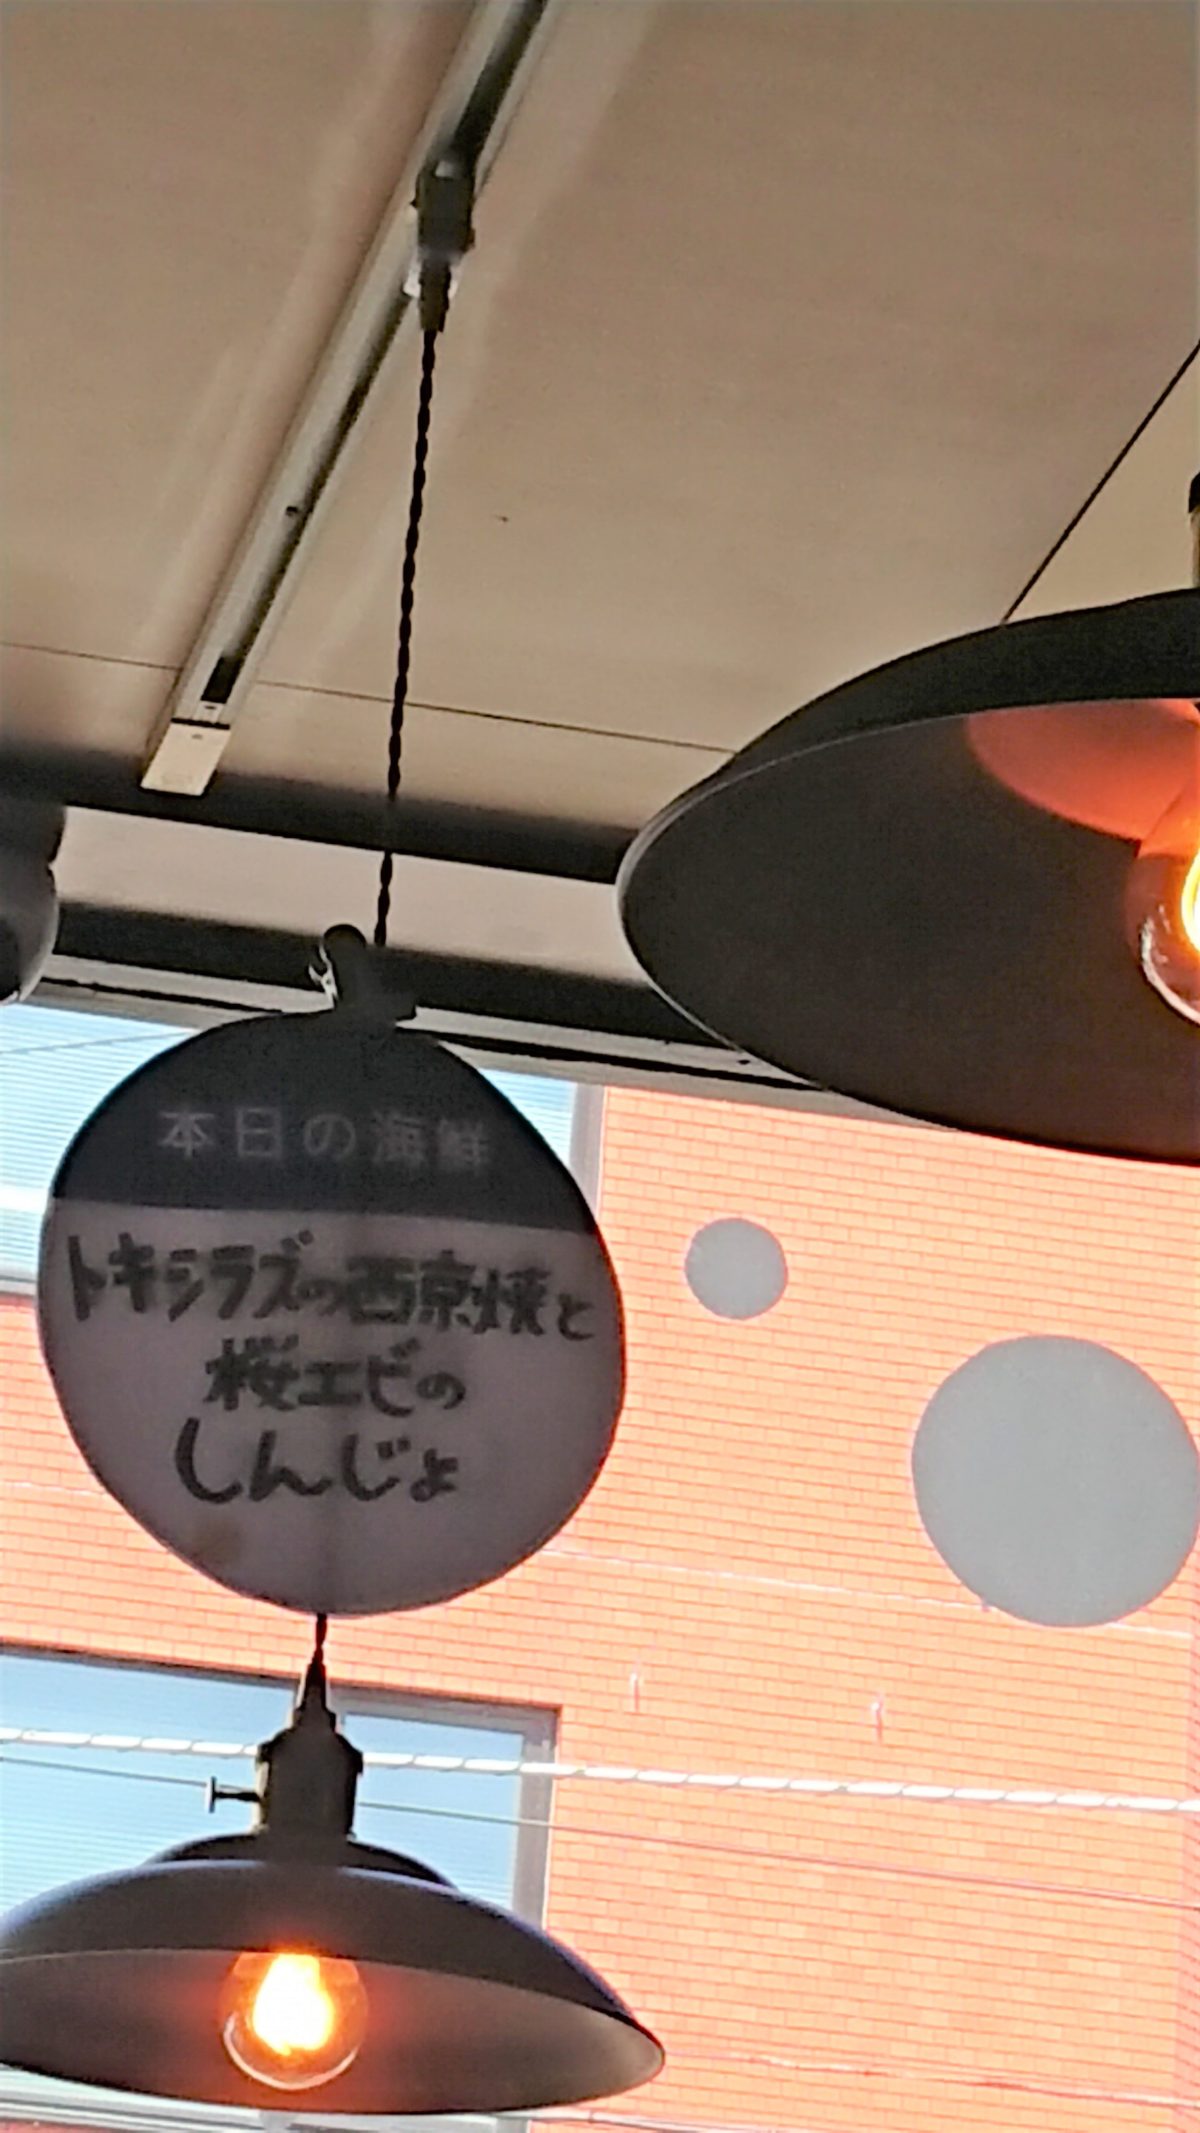 本日の海鮮
トキシラズの西京焼と
桜エビの
しんじょ